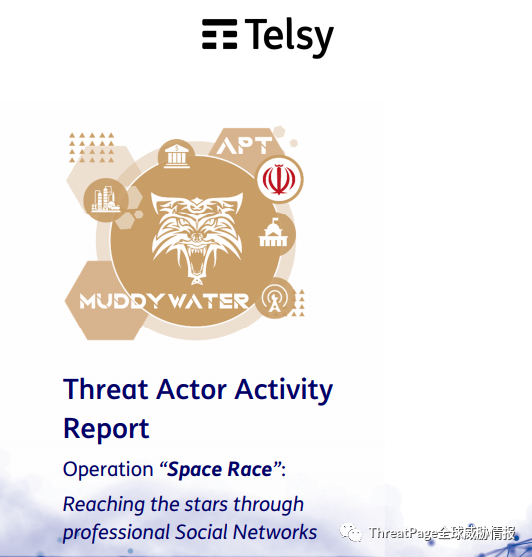 Telsy
APT
MUDDYWATER
Threat Actor Activity
Report
Operation “Space Race”:
Reaching the stars through
professional Social Networks
ThreatPage全球威胁情报